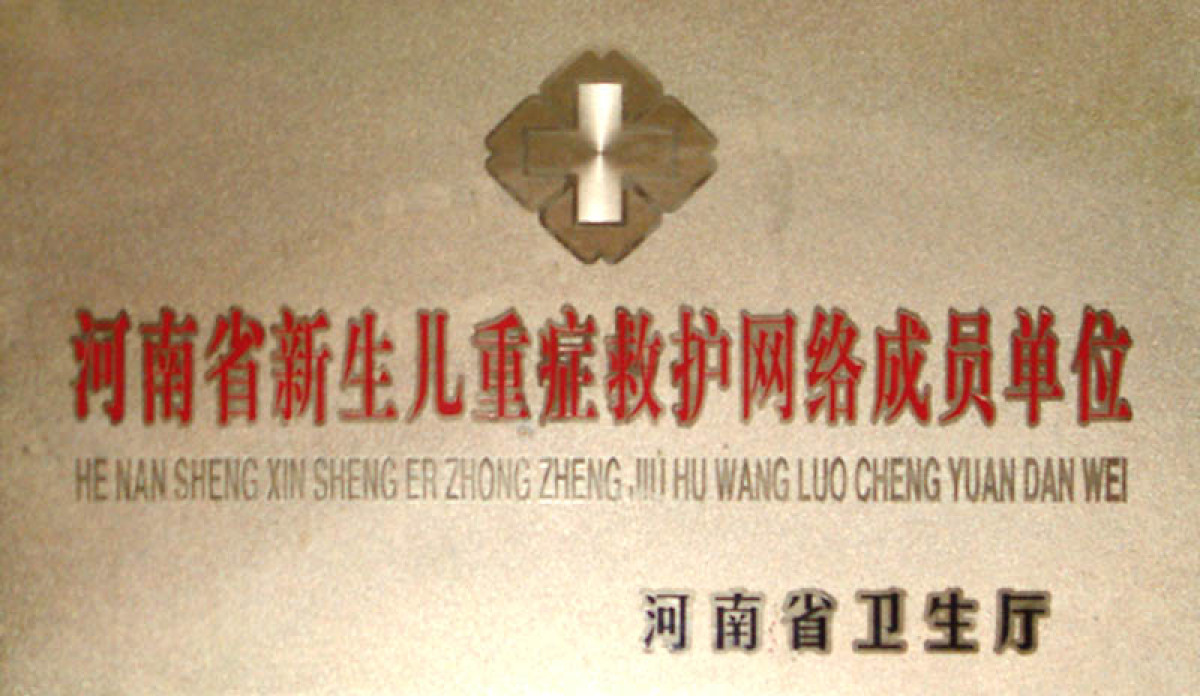 河南省新生儿重症救护网络成员单位
HE NAN SHENG XIN SHENG ER ZHONG ZHENG JIU HU WANG LUO CHENG YUAN DAN WEI
河南省卫生厅